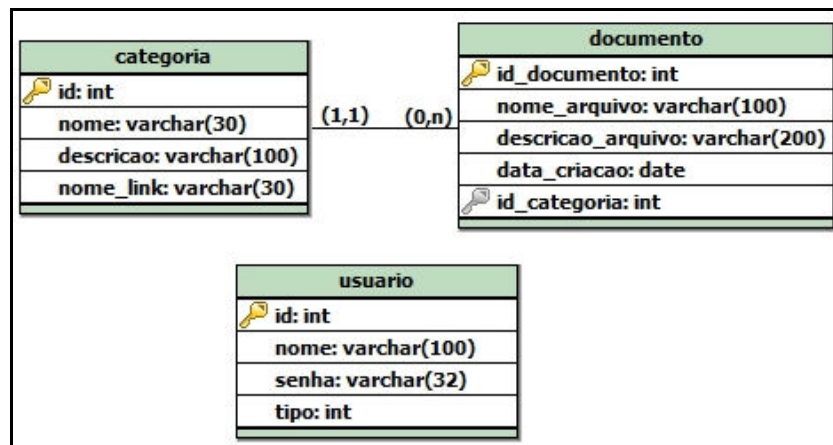 categoria
id: int
nome: varchar(30)
descricao: varchar(100)
nome_link: varchar(30)
(1,1)
(0,n)
documento
id_documento: int
nome_arquivo: varchar(100)
descricao_arquivo: varchar(200)
data_criacao: date
id_categoria: int
usuario
id: int
nome: varchar(100)
senha: varchar(32)
tipo: int